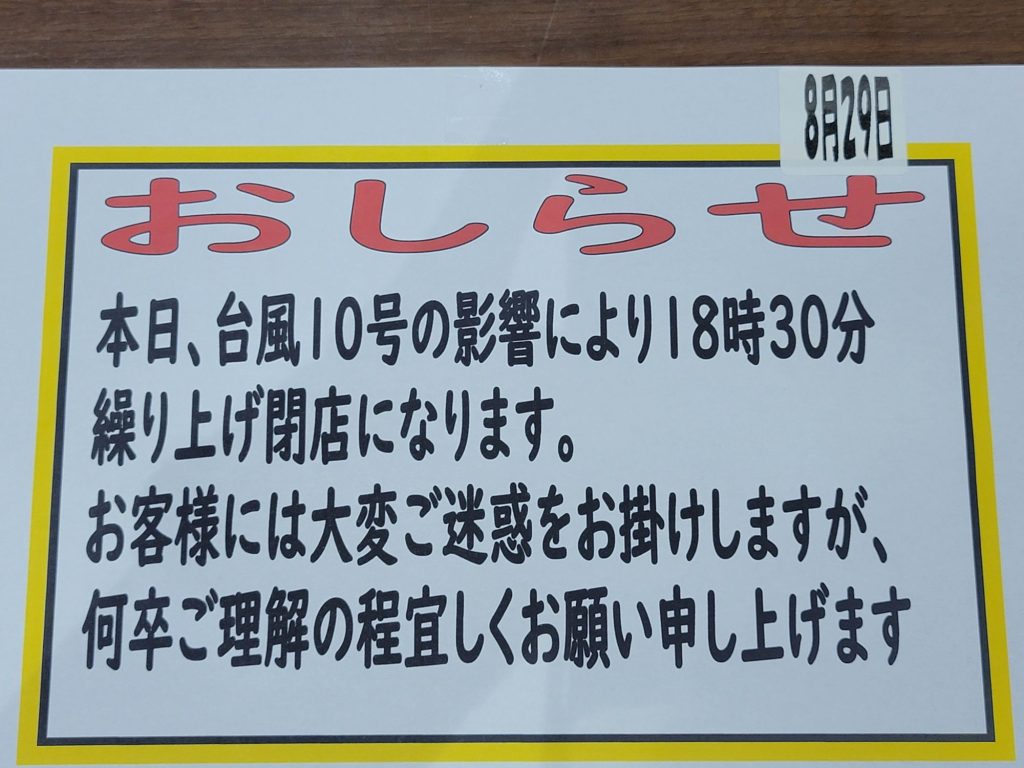 8月29日
おしらせ
本日、台風10号の影響により18時30分
繰り上げ閉店になります。
お客様には大変ご迷惑をお掛けしますが、
何卒ご理解の程宜しくお願い申し上げます